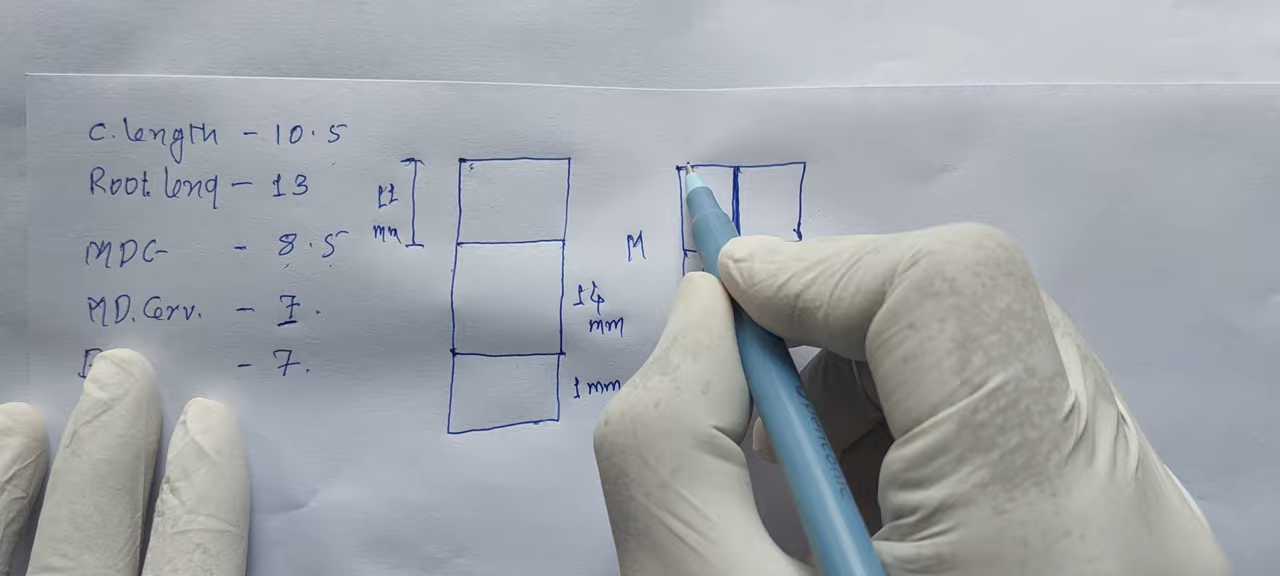 C. length - 10.5
Root leng - 13
MDC - 8.5
MD. Cerv. - 7.
- 7.
11
mm
14
mm
1 mm
M